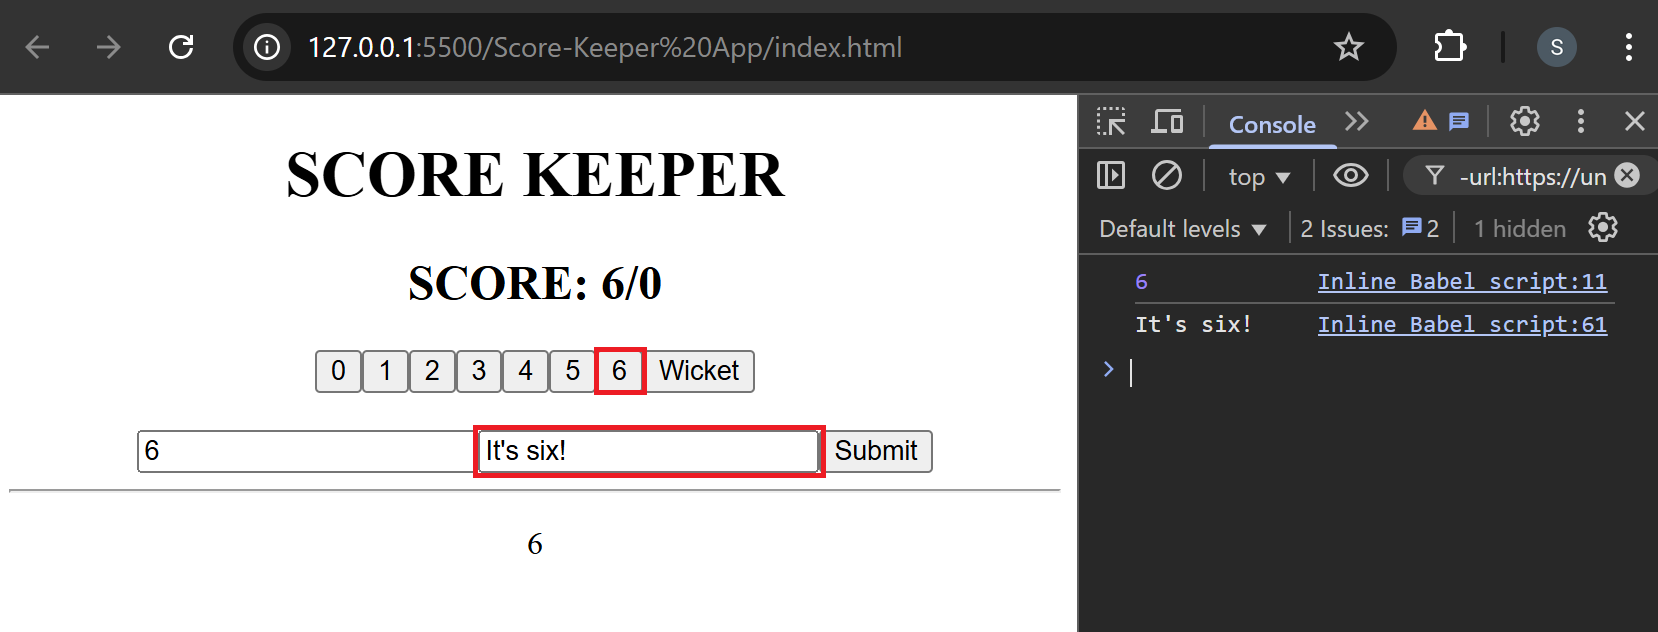 127.0.0.1:5500/Score-Keeper%20App/index.html
S
SCORE KEEPER
SCORE: 6/0
0 1 2 3 4 5 6 Wicket
6 It's six! Submit
6
Console
top -url:https://un
Default levels 2 Issues: 2 1 hidden
6 Inline Babel script:11
It's six! Inline Babel script:61
>